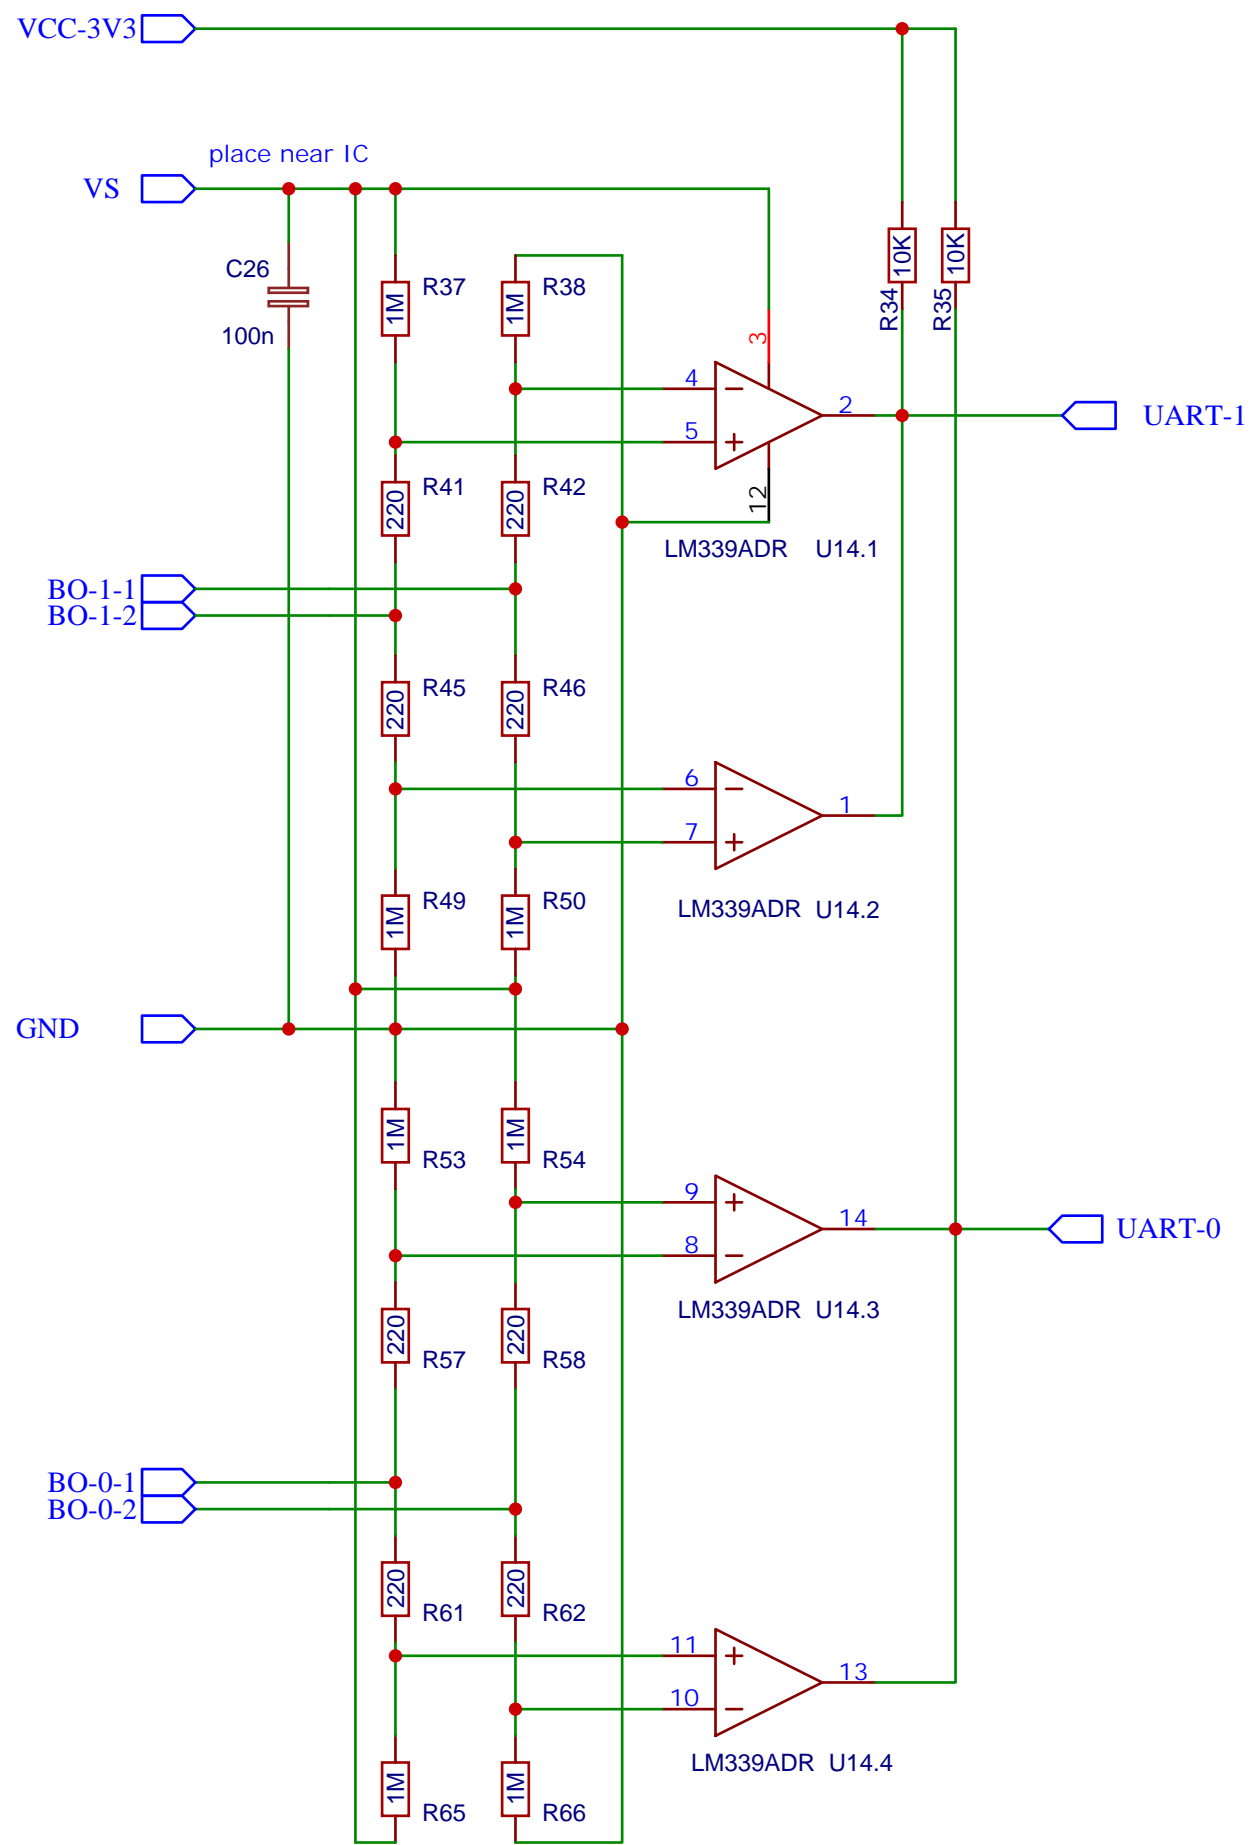 VCC-3V3
place near IC
VS
10K 10K
C26 R37 R38
1M 1M
R34 R35
100n
3
4
2
UART-1
5
R41 R42
220 220
12
LM339ADR U14.1
BO-1-1
BO-1-2
R45 R46
220 220
6
1
7
R49 R50
1M 1M
LM339ADR U14.2
GND
1M 1M
R53 R54
9
14
UART-0
8
LM339ADR U14.3
220 220
R57 R58
BO-0-1
BO-0-2
220 220
R61 R62
11
13
10
LM339ADR U14.4
1M 1M
R65 R66